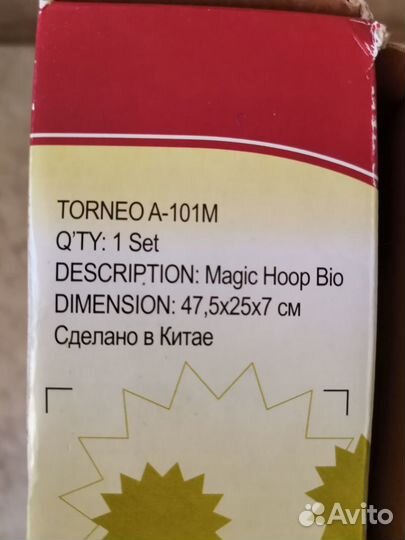 TORNEO A-101M
Q'TY: 1 Set
DESCRIPTION: Magic Hoop Bio
DIMENSION: 47,5x25x7 см
Сделано в Китае
Avito